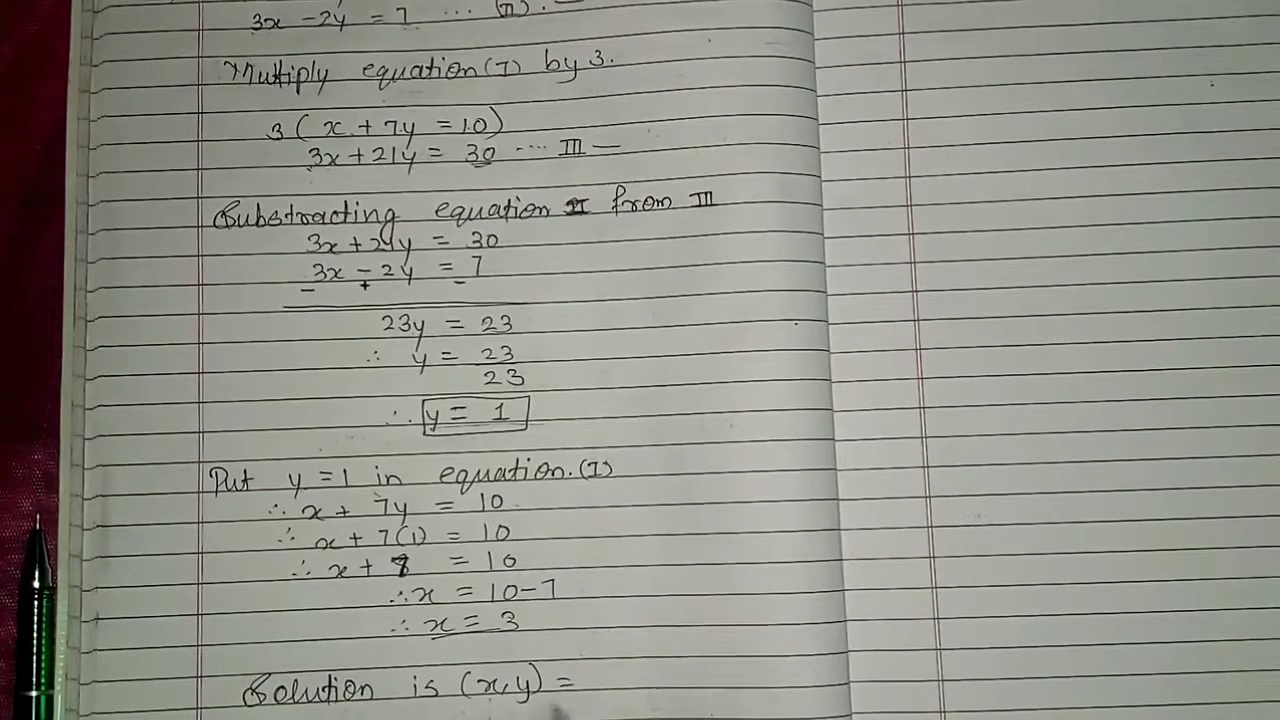 3x - 2y = 7 ... (II).
Multiply equation (I) by 3.
3 (x + 7y = 10)
3x + 21y = 30 .... III —
Substracting equation II from III
3x + 21y = 30
3x - 2y = 7
- + -
23y = 23
∴ y = 23
23
∴ y = 1
Put y = 1 in equation. (I)
∴ x + 7y = 10
∴ x + 7(1) = 10
∴ x + 7 = 10
∴ x = 10 - 7
∴ x = 3
Solution is (x, y) =